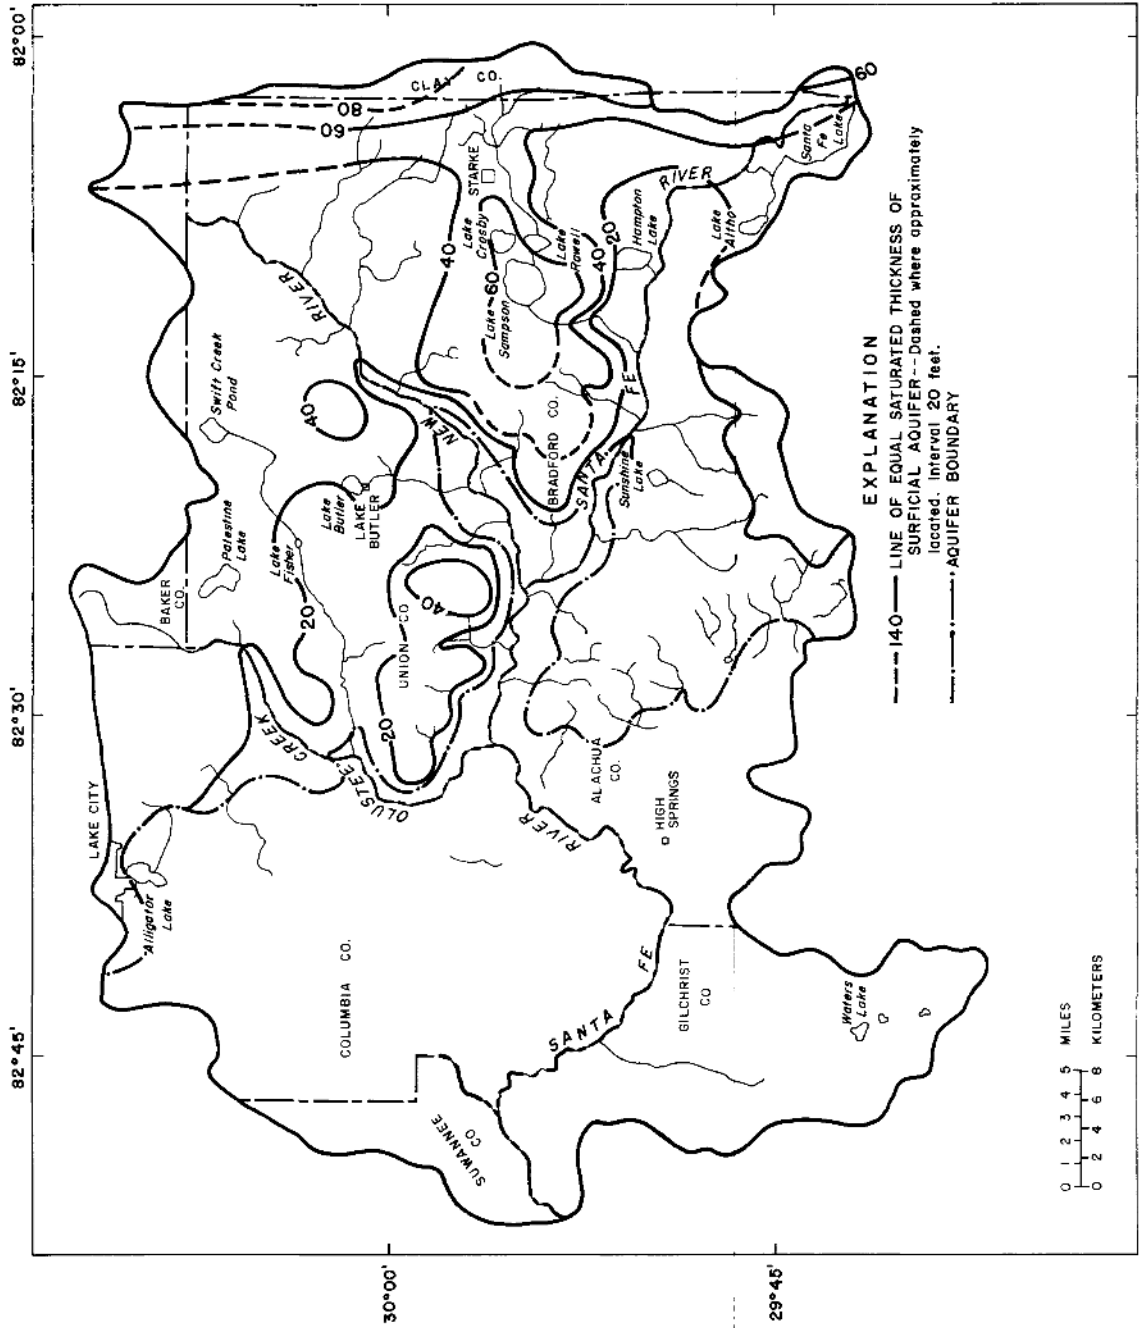 82°45'
82°30'
82°15'
82°00'
30°00'
29°45'
LAKE CITY
Alligator
Lake
BAKER
CO.
Palestine
Lake
Swift Creek
Pond
Lake
Fisher
20
Lake
Butler
LAKE
BUTLER
40
RIVER
80
60
CLAY CO.
COLUMBIA CO.
OLUSTEE CREEK
20
UNION CO
40
NEW
40
Lake
Crosby
STARKE
60
Lake
Sampson
Lake
Rowell
BRADFORD CO.
SUWANNEE
CO
SANTA FE RIVER
ALACHUA
CO.
HIGH
SPRINGS
SANTA FE
Sunshine
Lake
40
20
Hampton
Lake
RIVER
GILCHRIST
CO
Lake
Altho
Santa
Fe
Lake
60
Waters
Lake
EXPLANATION
140 LINE OF EQUAL SATURATED THICKNESS OF
SURFICIAL AQUIFER--Dashed where approximately
located. Interval 20 feet.
AQUIFER BOUNDARY
0 1 2 3 4 5 MILES
0 2 4 6 8 KILOMETERS